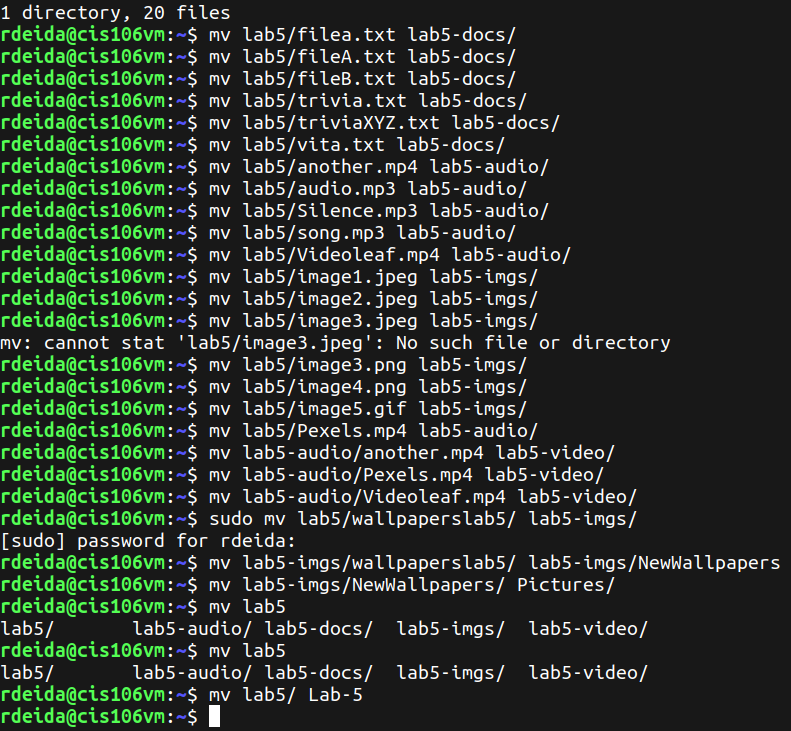 1 directory, 20 files
rdeida@cis106vm:~$ mv lab5/filea.txt lab5-docs/
rdeida@cis106vm:~$ mv lab5/fileA.txt lab5-docs/
rdeida@cis106vm:~$ mv lab5/fileB.txt lab5-docs/
rdeida@cis106vm:~$ mv lab5/trivia.txt lab5-docs/
rdeida@cis106vm:~$ mv lab5/triviaXYZ.txt lab5-docs/
rdeida@cis106vm:~$ mv lab5/vita.txt lab5-docs/
rdeida@cis106vm:~$ mv lab5/another.mp4 lab5-audio/
rdeida@cis106vm:~$ mv lab5/audio.mp3 lab5-audio/
rdeida@cis106vm:~$ mv lab5/Silence.mp3 lab5-audio/
rdeida@cis106vm:~$ mv lab5/song.mp3 lab5-audio/
rdeida@cis106vm:~$ mv lab5/Videoleaf.mp4 lab5-audio/
rdeida@cis106vm:~$ mv lab5/image1.jpeg lab5-imgs/
rdeida@cis106vm:~$ mv lab5/image2.jpeg lab5-imgs/
rdeida@cis106vm:~$ mv lab5/image3.jpeg lab5-imgs/
mv: cannot stat 'lab5/image3.jpeg': No such file or directory
rdeida@cis106vm:~$ mv lab5/image3.png lab5-imgs/
rdeida@cis106vm:~$ mv lab5/image4.png lab5-imgs/
rdeida@cis106vm:~$ mv lab5/image5.gif lab5-imgs/
rdeida@cis106vm:~$ mv lab5/Pexels.mp4 lab5-audio/
rdeida@cis106vm:~$ mv lab5-audio/another.mp4 lab5-video/
rdeida@cis106vm:~$ mv lab5-audio/Pexels.mp4 lab5-video/
rdeida@cis106vm:~$ mv lab5-audio/Videoleaf.mp4 lab5-video/
rdeida@cis106vm:~$ sudo mv lab5/wallpaperslab5/ lab5-imgs/
[sudo] password for rdeida:
rdeida@cis106vm:~$ mv lab5-imgs/wallpaperslab5/ lab5-imgs/NewWallpapers
rdeida@cis106vm:~$ mv lab5-imgs/NewWallpapers/ Pictures/
rdeida@cis106vm:~$ mv lab5
lab5/       lab5-audio/ lab5-docs/  lab5-imgs/  lab5-video/
rdeida@cis106vm:~$ mv lab5
lab5/       lab5-audio/ lab5-docs/  lab5-imgs/  lab5-video/
rdeida@cis106vm:~$ mv lab5/ Lab-5
rdeida@cis106vm:~$